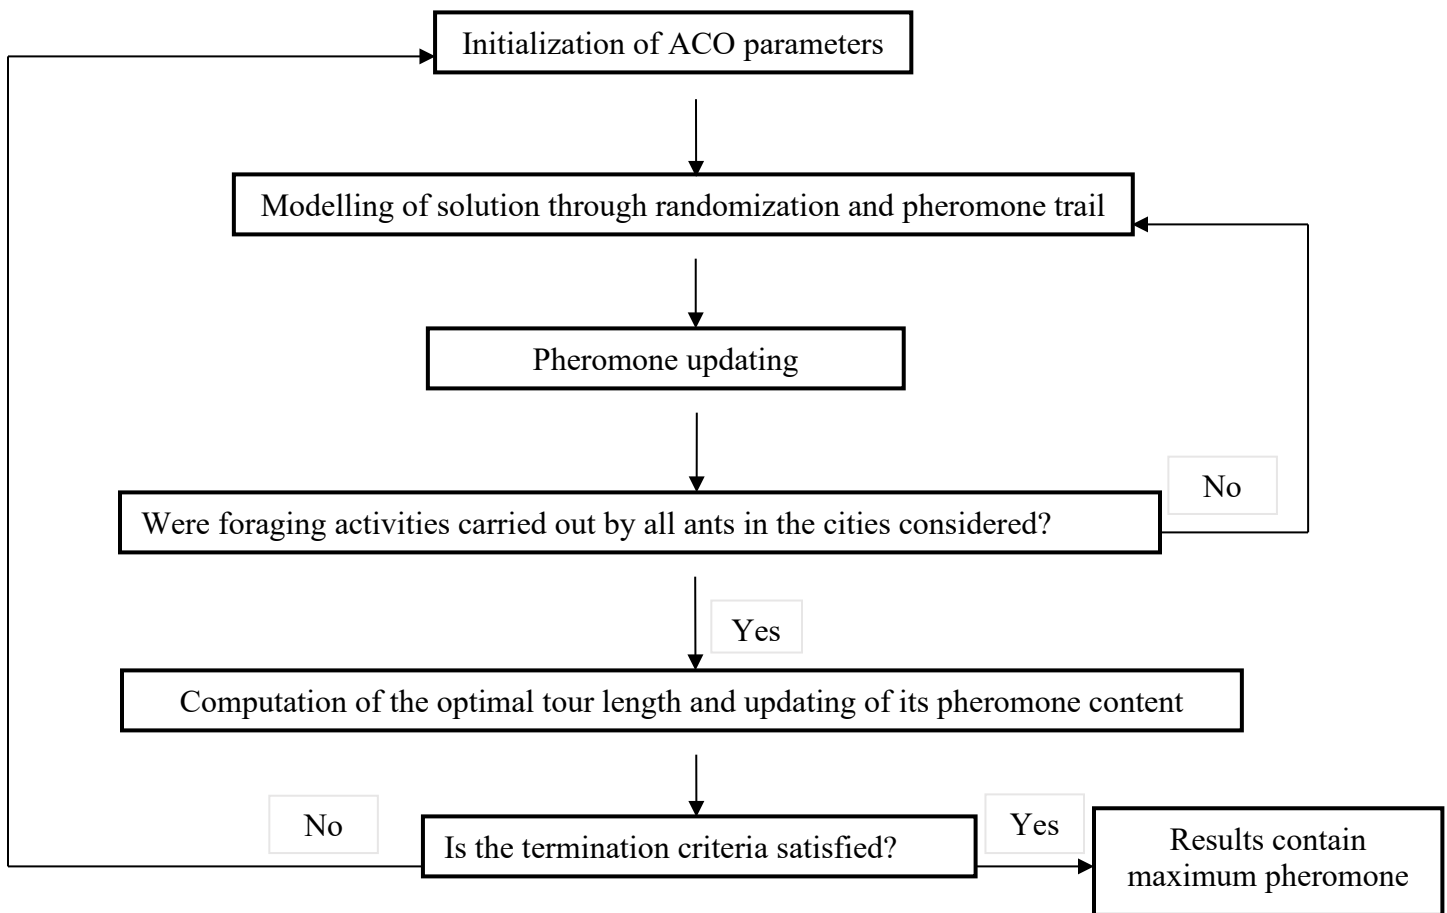 Initialization of ACO parameters
Modelling of solution through randomization and pheromone trail
Pheromone updating
No
Were foraging activities carried out by all ants in the cities considered?
Yes
Computation of the optimal tour length and updating of its pheromone content
No
Is the termination criteria satisfied?
Yes
Results contain
maximum pheromone